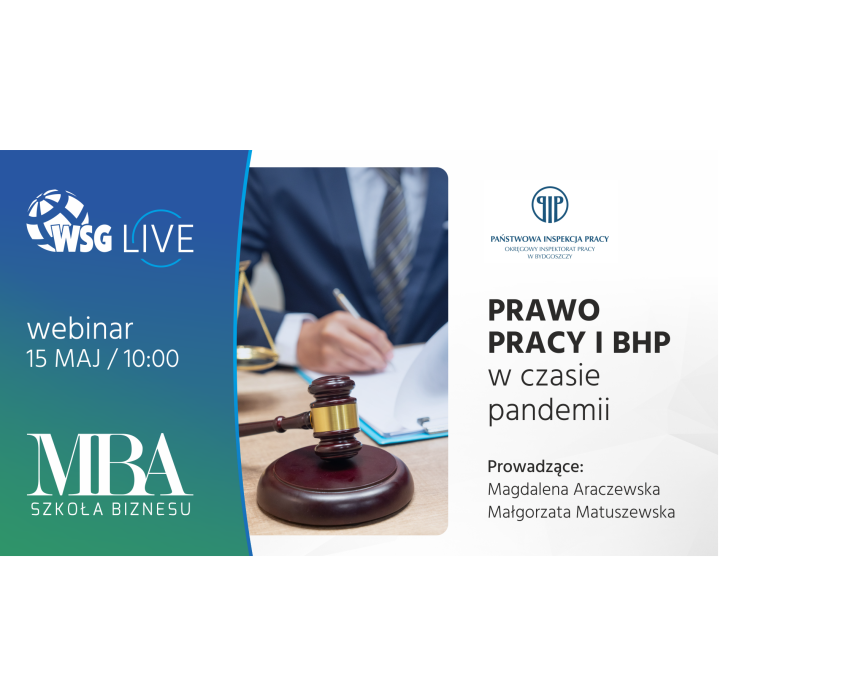 WSG LIVE
webinar
15 MAJ / 10:00
MBA
SZKOŁA BIZNESU
PIP
PAŃSTWOWA INSPEKCJA PRACY
OKRĘGOWY INSPEKTORAT PRACY
W BYDGOSZCZY
PRAWO
PRACY I BHP
w czasie
pandemii
Prowadzące:
Magdalena Araczewska
Małgorzata Matuszewska